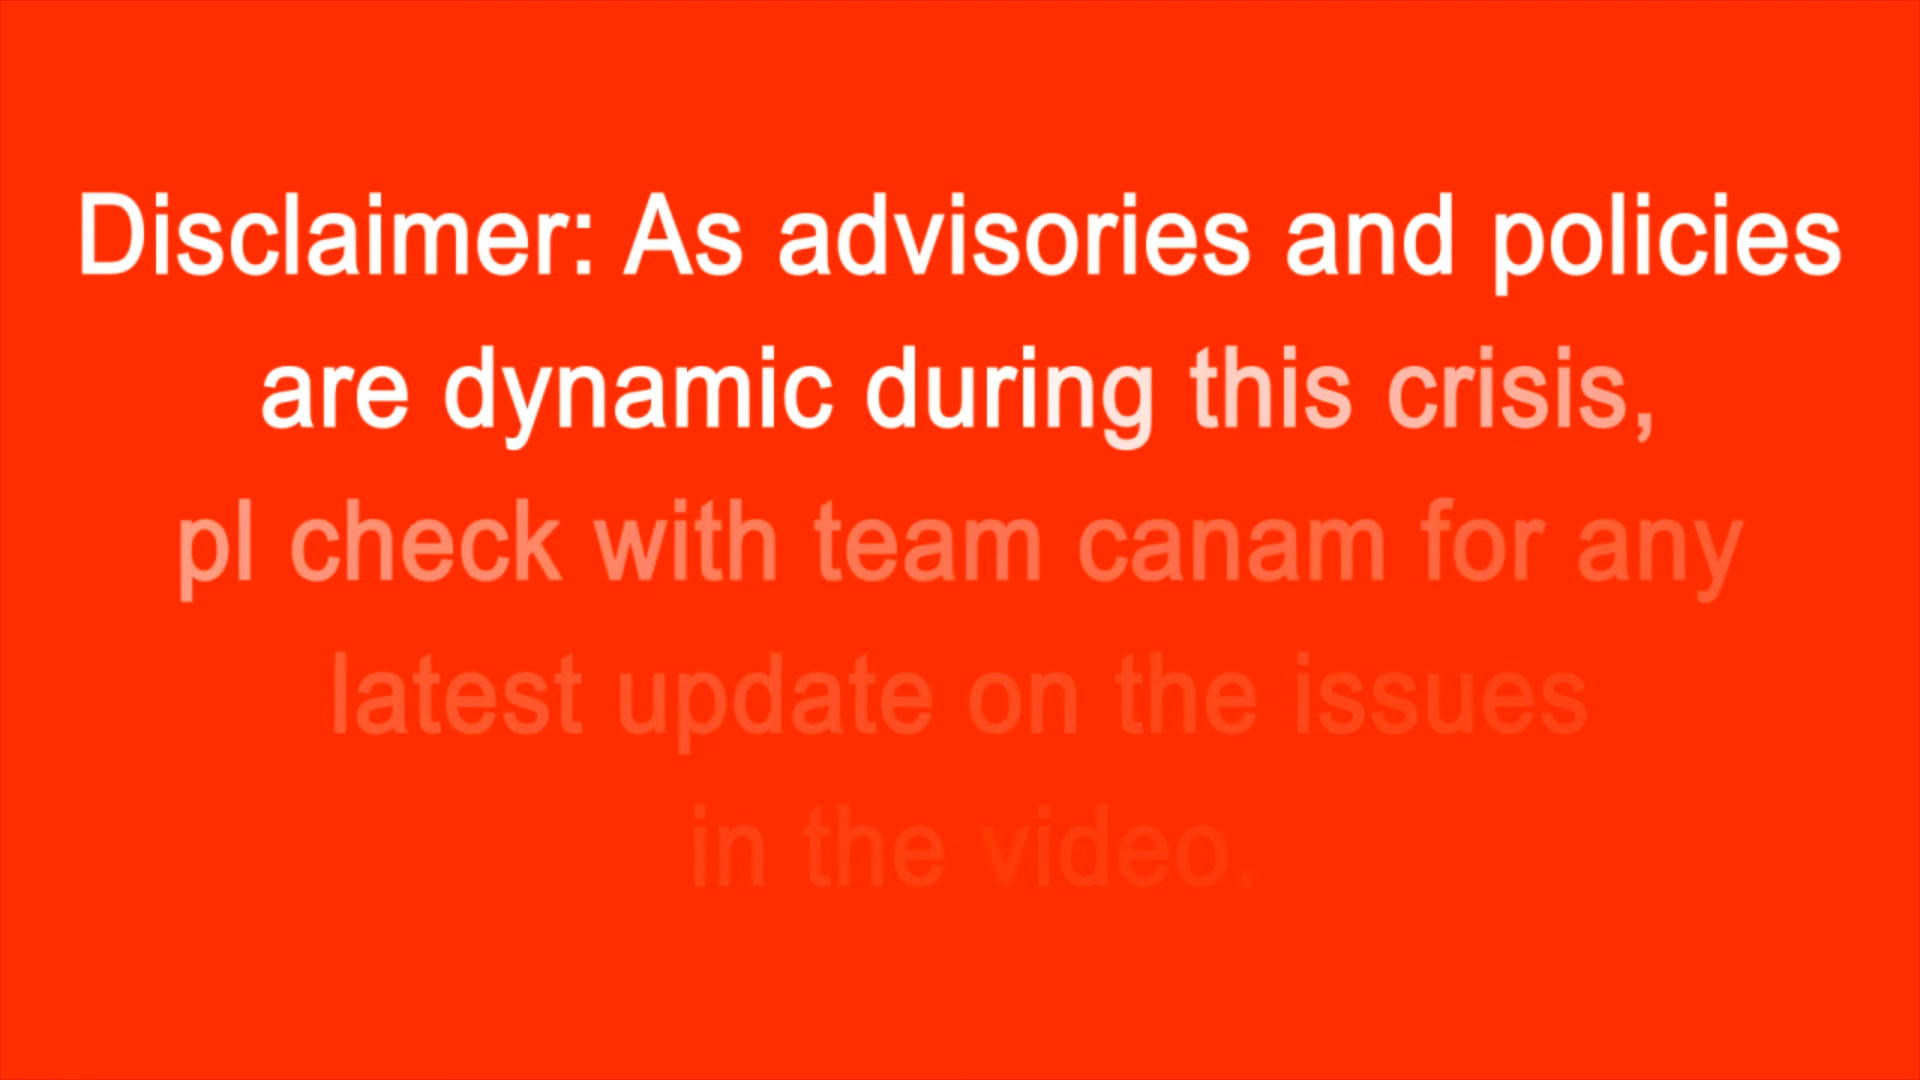 Disclaimer: As advisories and policies
are dynamic during this crisis,
pl check with team canam for any
latest update on the issues
in the video.